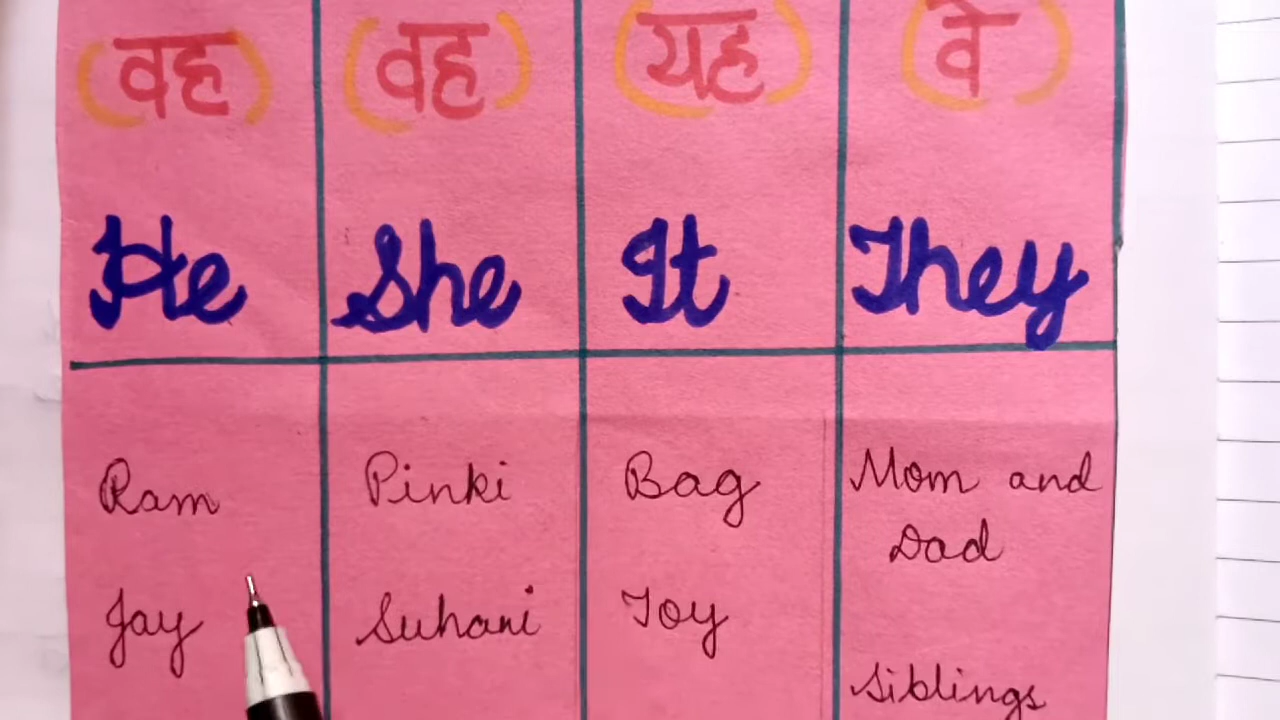 (वह) (वह) (यह) (वे)
He She It They
Ram Pinki Bag Mom and
Dad
Jay Suhani Toy
Siblings